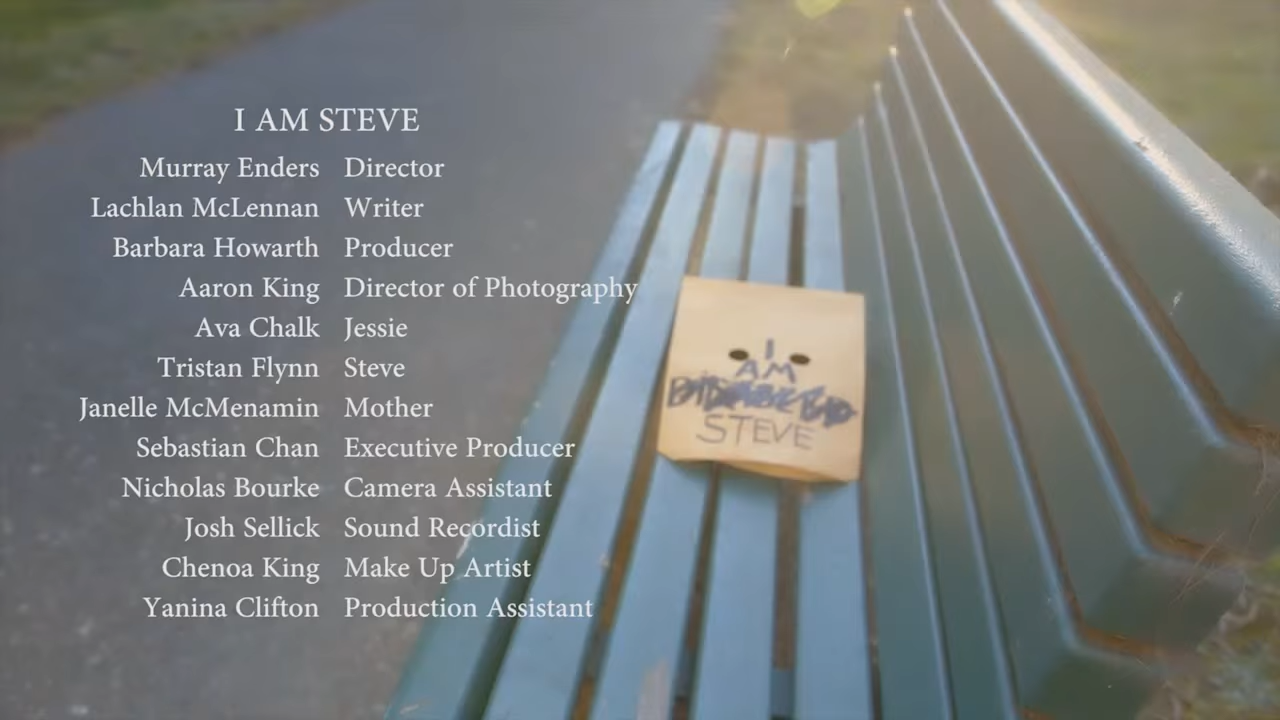 I AM STEVE
Murray Enders Director
Lachlan McLennan Writer
Barbara Howarth Producer
Aaron King Director of Photography
Ava Chalk Jessie
Tristan Flynn Steve
Janelle McMenamin Mother
Sebastian Chan Executive Producer
Nicholas Bourke Camera Assistant
Josh Sellick Sound Recordist
Chenoa King Make Up Artist
Yanina Clifton Production Assistant
I
AM
STEVE